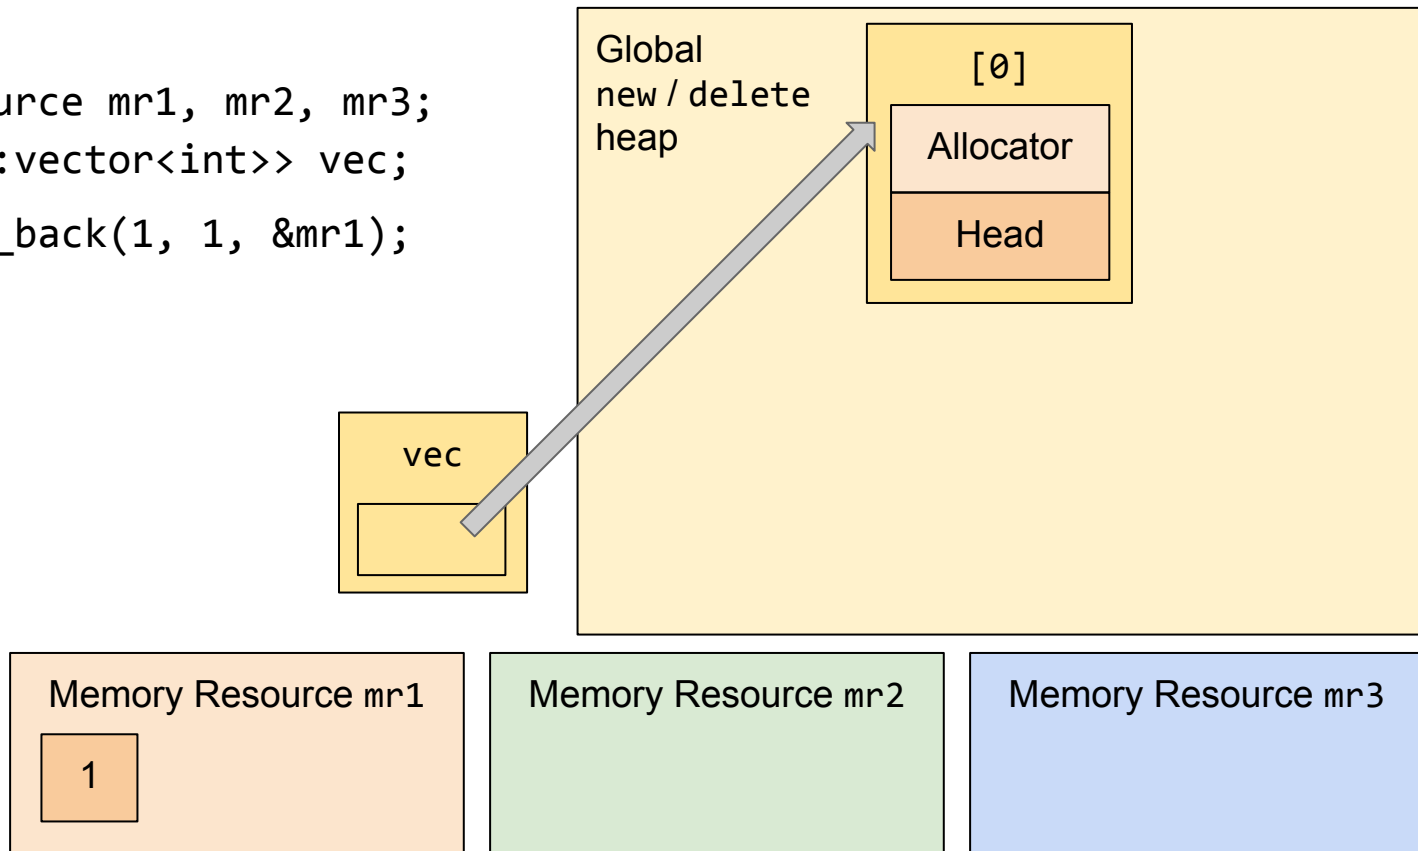 urce mr1, mr2, mr3;
:vector<int>> vec;
_back(1, 1, &mr1);
Global
new / delete
heap
[0]
Allocator
Head
vec
Memory Resource mr1
1
Memory Resource mr2
Memory Resource mr3